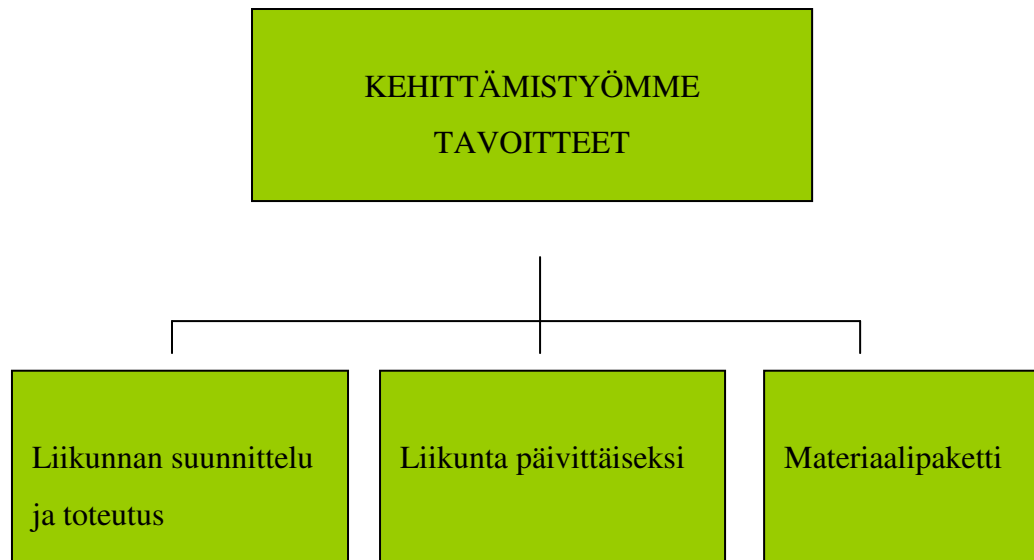 KEHITTÄMISTYÖMME
TAVOITTEET
Liikunnan suunnittelu
ja toteutus
Liikunta päivittäiseksi
Materiaalipaketti